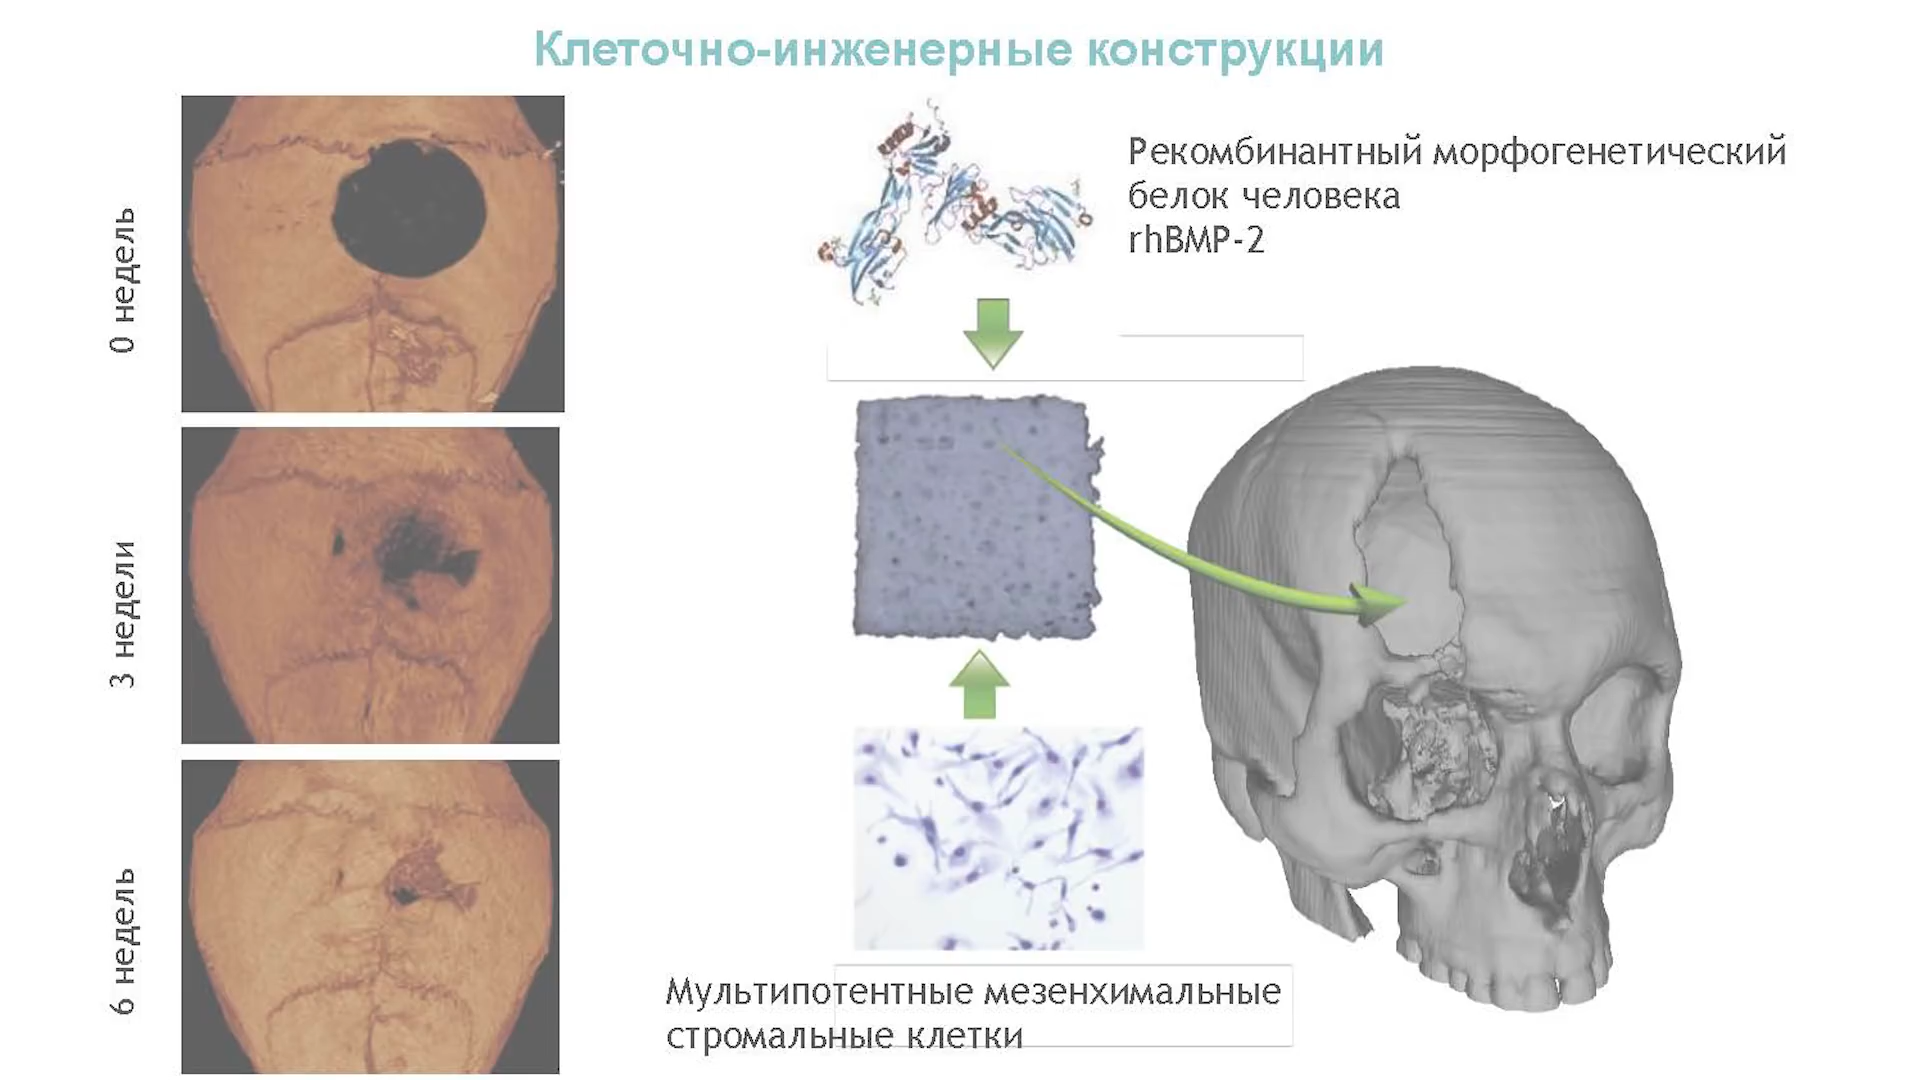 Клеточно-инженерные конструкции
0 недель
3 недели
6 недель
Рекомбинантный морфогенетический
белок человека
rhBMP-2
Мультипотентные мезенхимальные
стромальные клетки